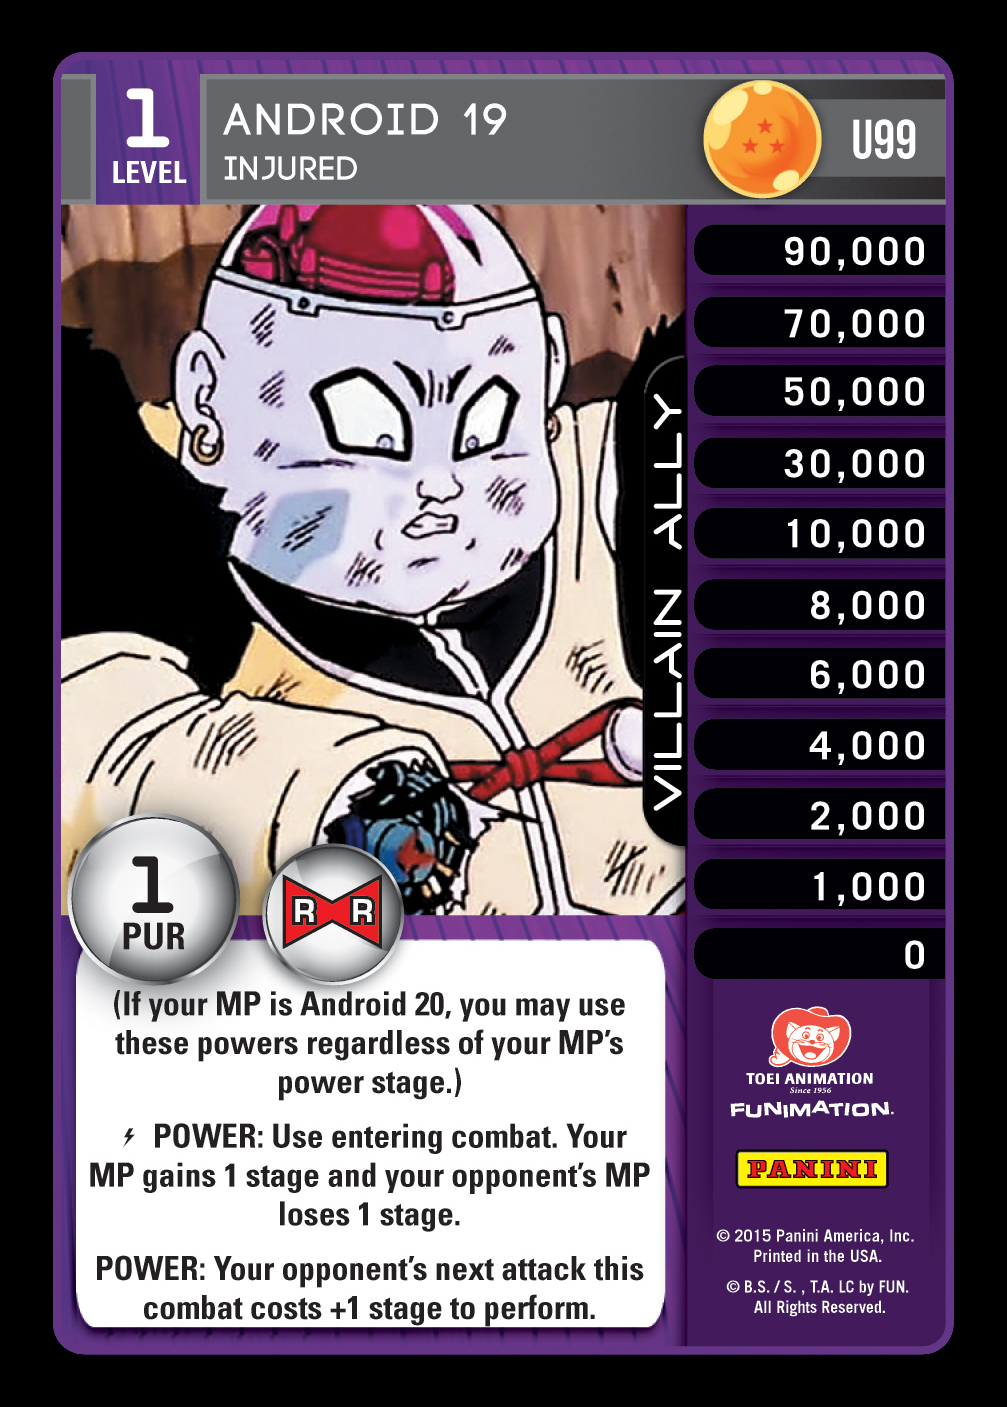 1
LEVEL
ANDROID 19
INJURED
U99
90,000
70,000
50,000
30,000
10,000
8,000
6,000
4,000
2,000
1,000
0
VILLAIN ALLY
1
PUR
R R
(If your MP is Android 20, you may use
these powers regardless of your MP's
power stage.)
POWER: Use entering combat. Your
MP gains 1 stage and your opponent's MP
loses 1 stage.
POWER: Your opponent's next attack this
combat costs +1 stage to perform.
TOEI ANIMATION
Since 1956
FUNIMATION.
PANINI
© 2015 Panini America, Inc.
Printed in the USA.
© B.S. / S. , T.A. LC by FUN.
All Rights Reserved.